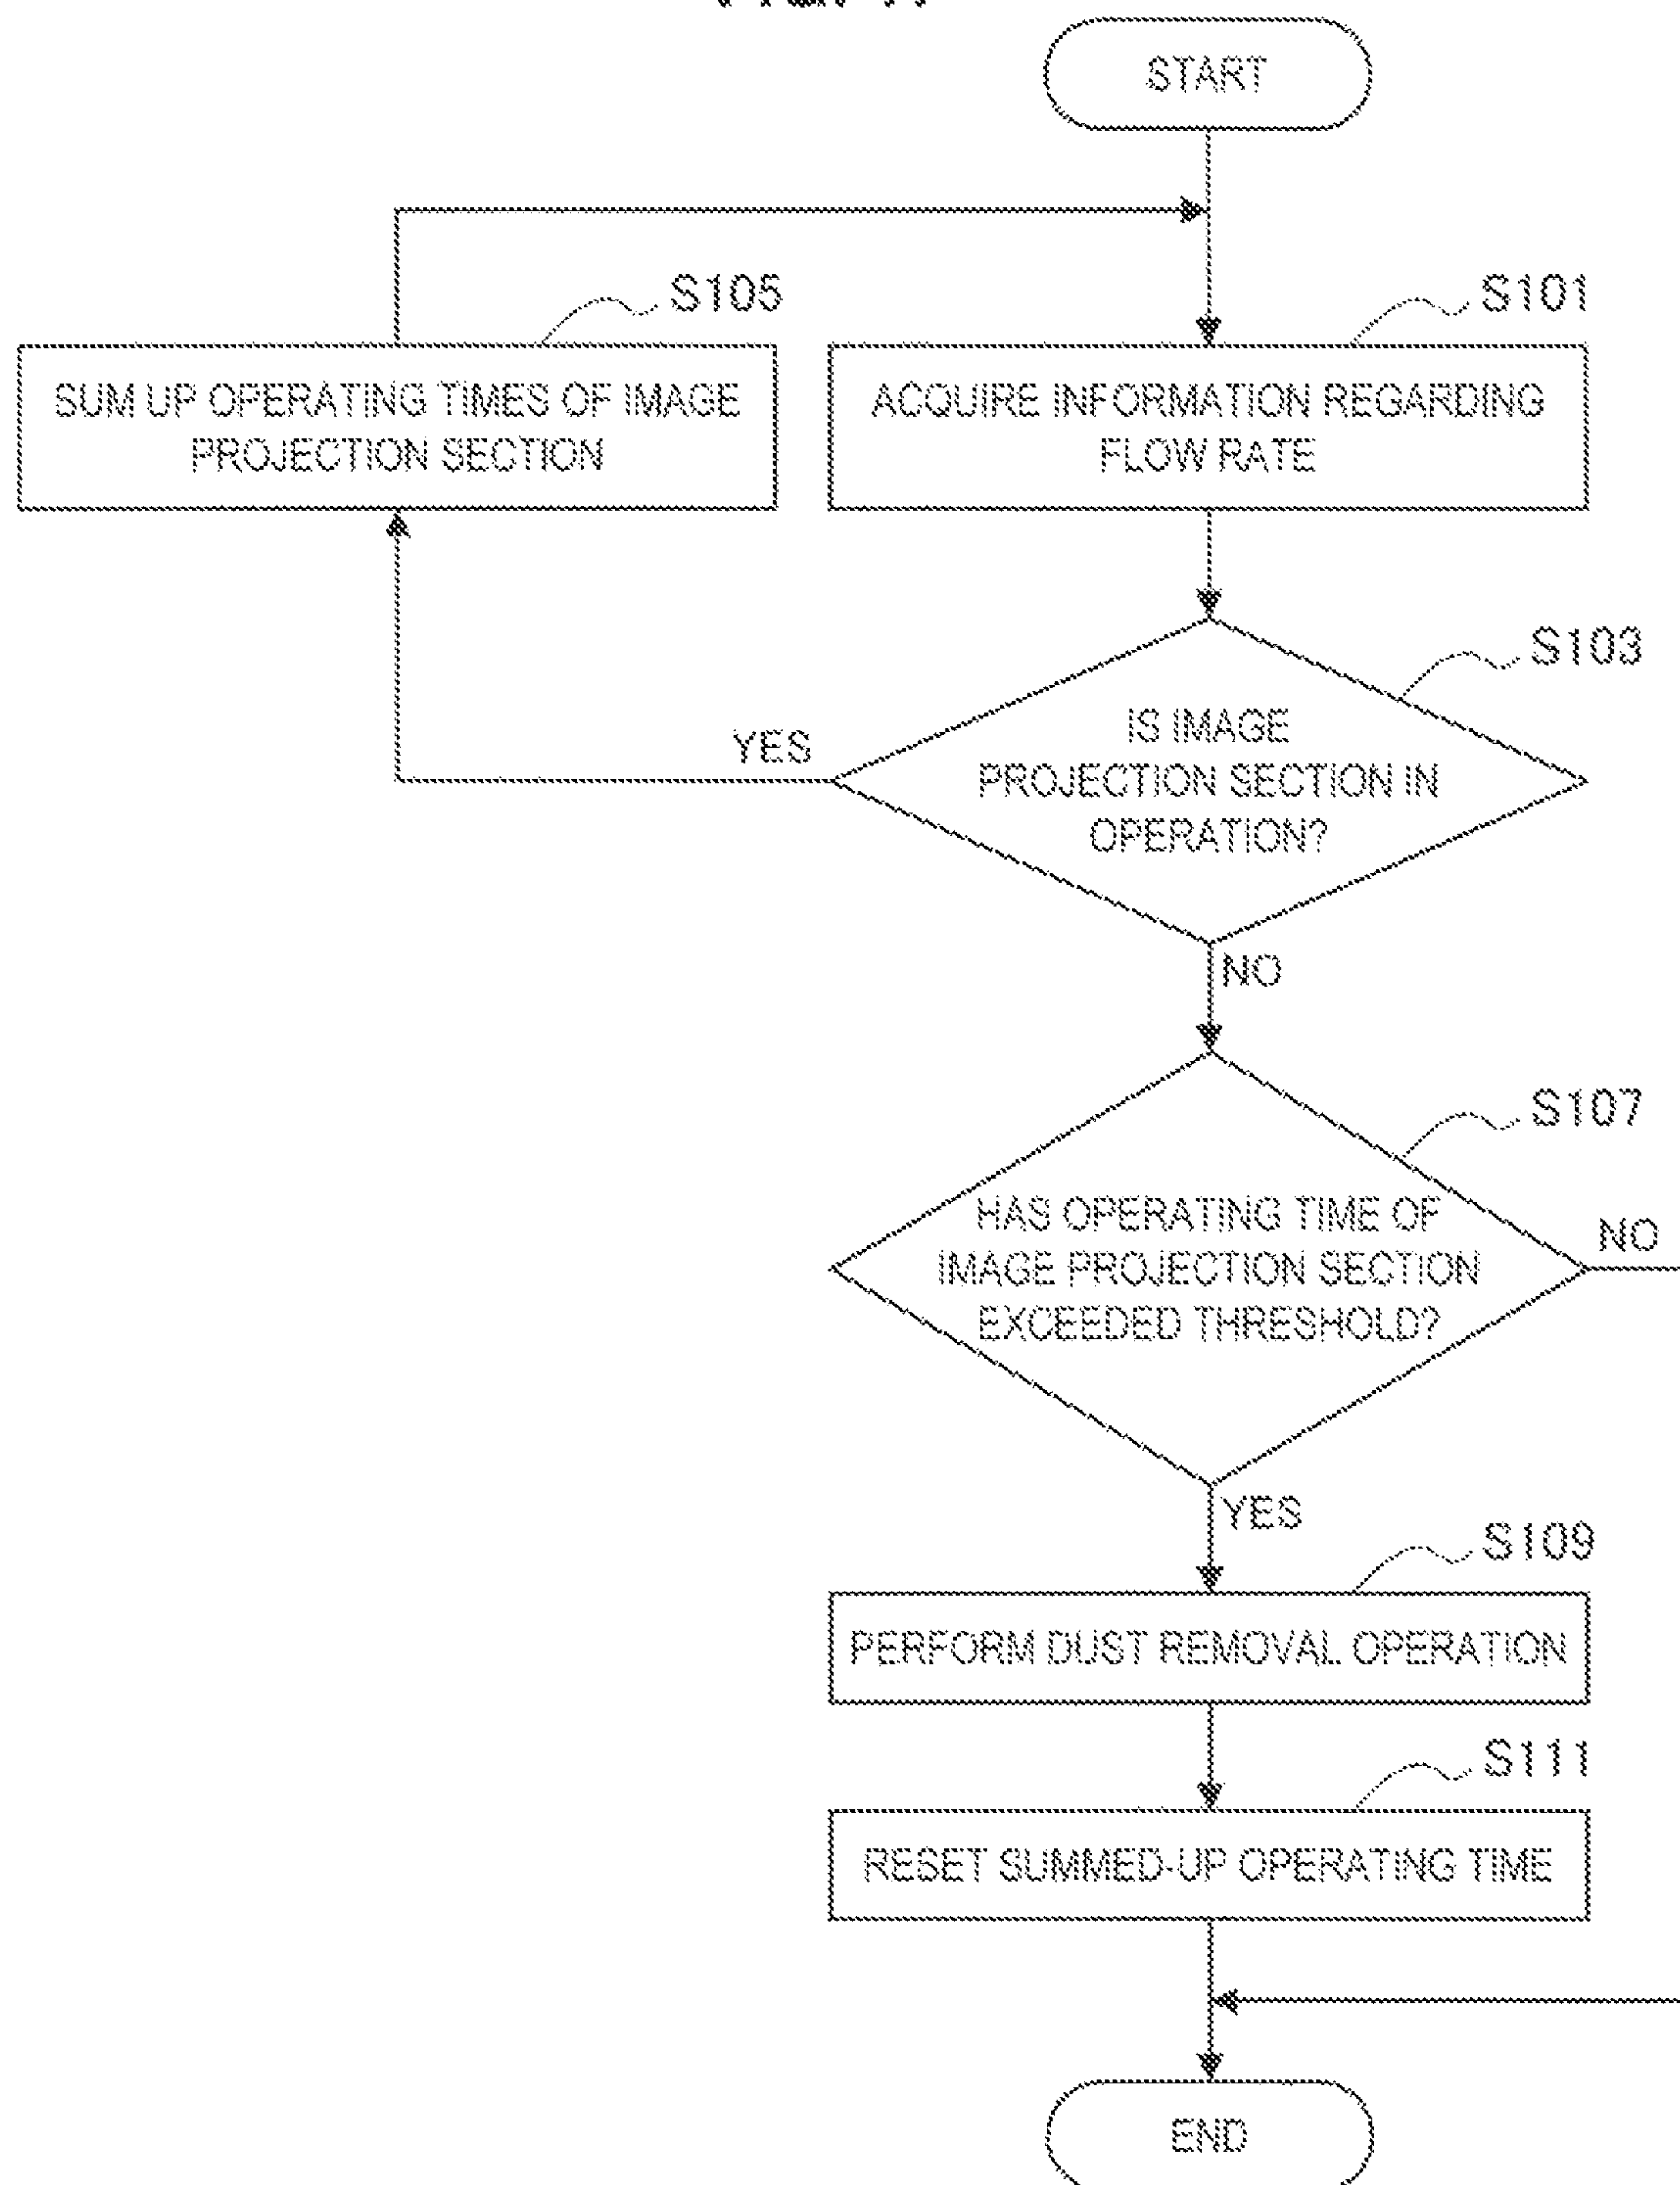 START
S105
S101
SUM UP OPERATING TIMES OF IMAGE
PROJECTION SECTION
ACQUIRE INFORMATION REGARDING
FLOW RATE
S103
IS IMAGE
PROJECTION SECTION IN
OPERATION?
YES
NO
S107
HAS OPERATING TIME OF
IMAGE PROJECTION SECTION
EXCEEDED THRESHOLD?
NO
YES
S109
PERFORM DUST REMOVAL OPERATION
S111
RESET SUMMED-UP OPERATING TIME
END